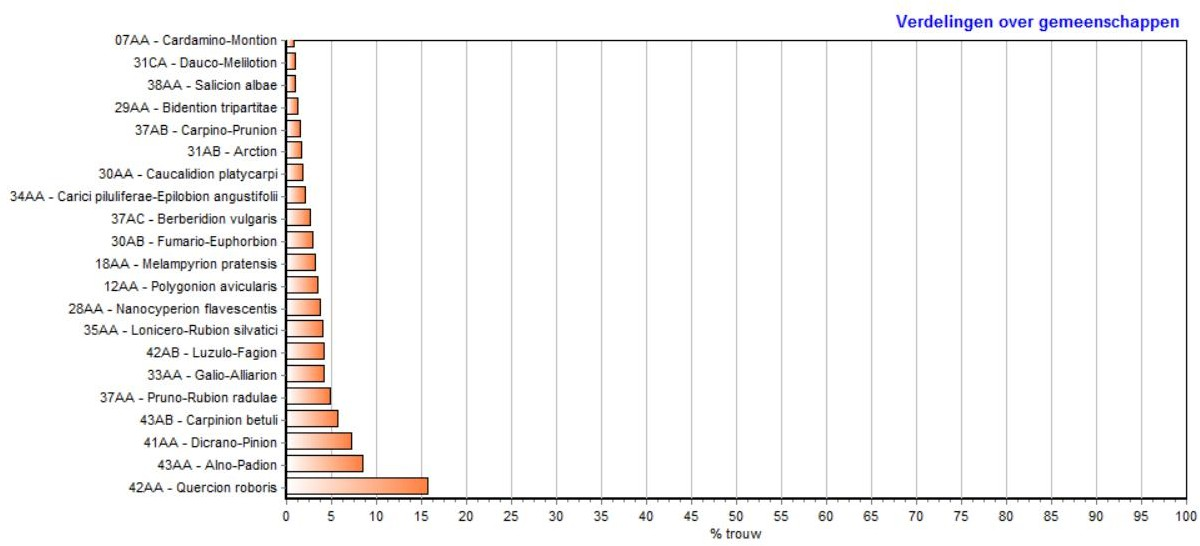 Verdelingen over gemeenschappen
07AA - Cardamino-Montion
31CA - Dauco-Melilotion
38AA - Salicion albae
29AA - Bidention tripartitae
37AB - Carpino-Prunion
31AB - Arction
30AA - Caucalidion platycarpi
34AA - Carici piluliferae-Epilobion angustifolii
37AC - Berberidion vulgaris
30AB - Fumario-Euphorbion
18AA - Melampyrion pratensis
12AA - Polygonion avicularis
28AA - Nanocyperion flavescentis
35AA - Lonicero-Rubion silvatici
42AB - Luzulo-Fagion
33AA - Galio-Alliarion
37AA - Pruno-Rubion radulae
43AB - Carpinion betuli
41AA - Dicrano-Pinion
43AA - Alno-Padion
42AA - Quercion roboris
0 5 10 15 20 25 30 35 40 45 50 55 60 65 70 75 80 85 90 95 100
% trouw